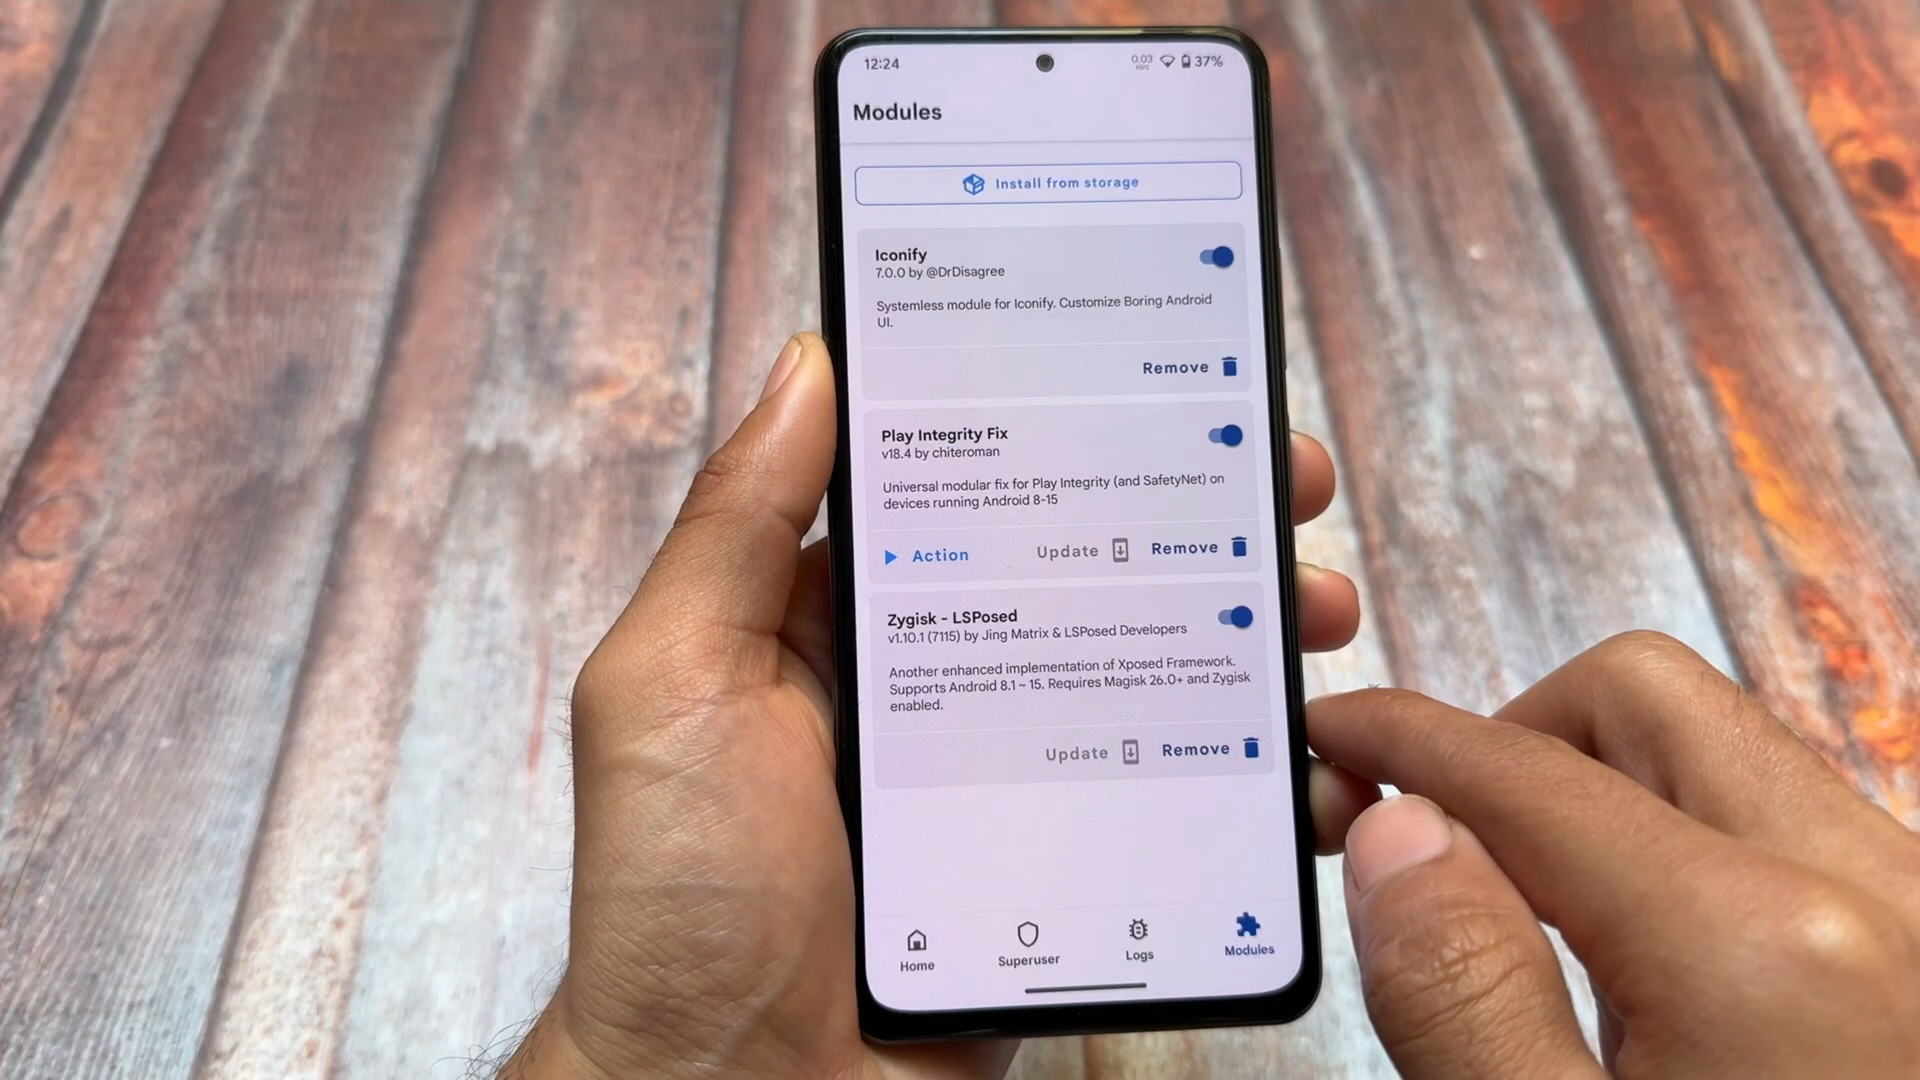 12:24
0.03
KB/S
37%
Modules
Install from storage
Iconify
7.0.0 by @DrDisagree
Systemless module for Iconify. Customize Boring Android
UI.
Remove
Play Integrity Fix
v18.4 by chiteroman
Universal modular fix for Play Integrity (and SafetyNet) on
devices running Android 8-15
Action Update Remove
Zygisk - LSPosed
v1.10.1 (7115) by Jing Matrix & LSPosed Developers
Another enhanced implementation of Xposed Framework.
Supports Android 8.1 ~ 15. Requires Magisk 26.0+ and Zygisk
enabled.
Update Remove
Home Superuser Logs Modules